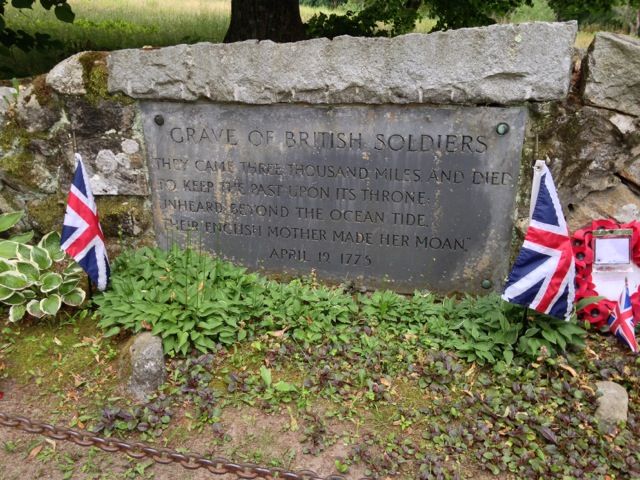 GRAVE OF BRITISH SOLDIERS
THEY CAME THREE THOUSAND MILES AND DIED,
TO KEEP THE PAST UPON ITS THRONE;
UNHEARD, BEYOND THE OCEAN TIDE,
THEIR ENGLISH MOTHER MADE HER MOAN."
APRIL 19, 1775